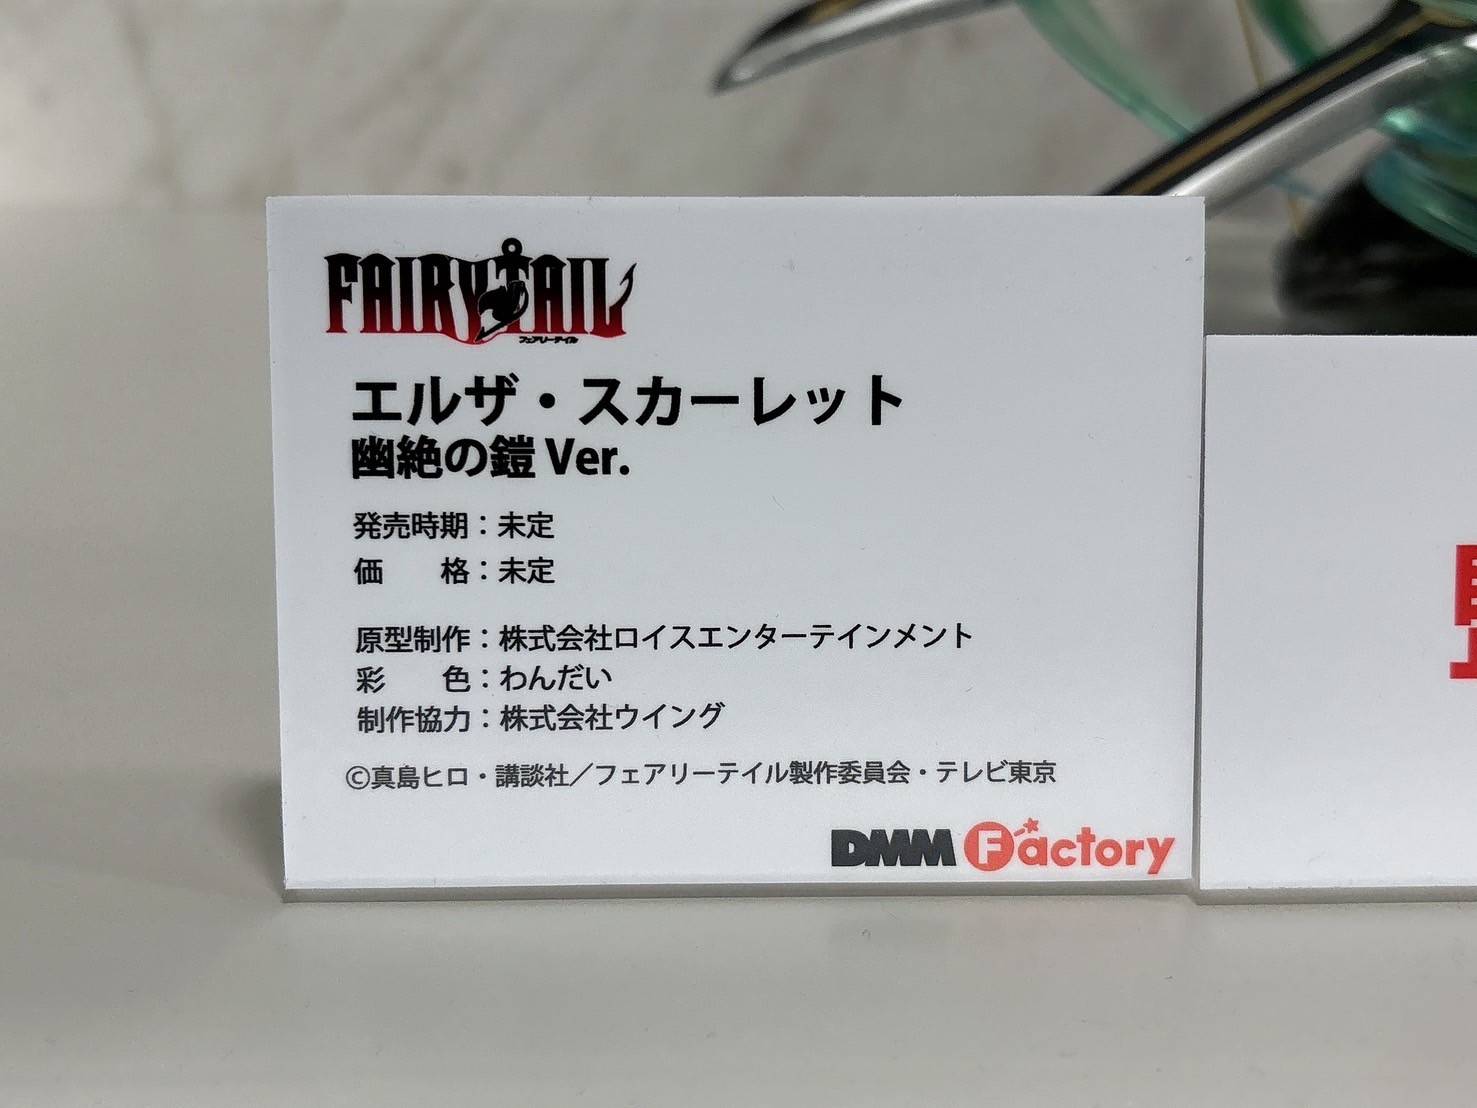 FAIRY TAIL
フェアリーテイル
エルザ・スカーレット
幽絶の鎧 Ver.
発売時期：未定
価　　格：未定
原型制作：株式会社ロイスエンターテインメント
彩　　色：わんだい
制作協力：株式会社ウイング
©真島ヒロ・講談社／フェアリーテイル製作委員会・テレビ東京
DMM Factory